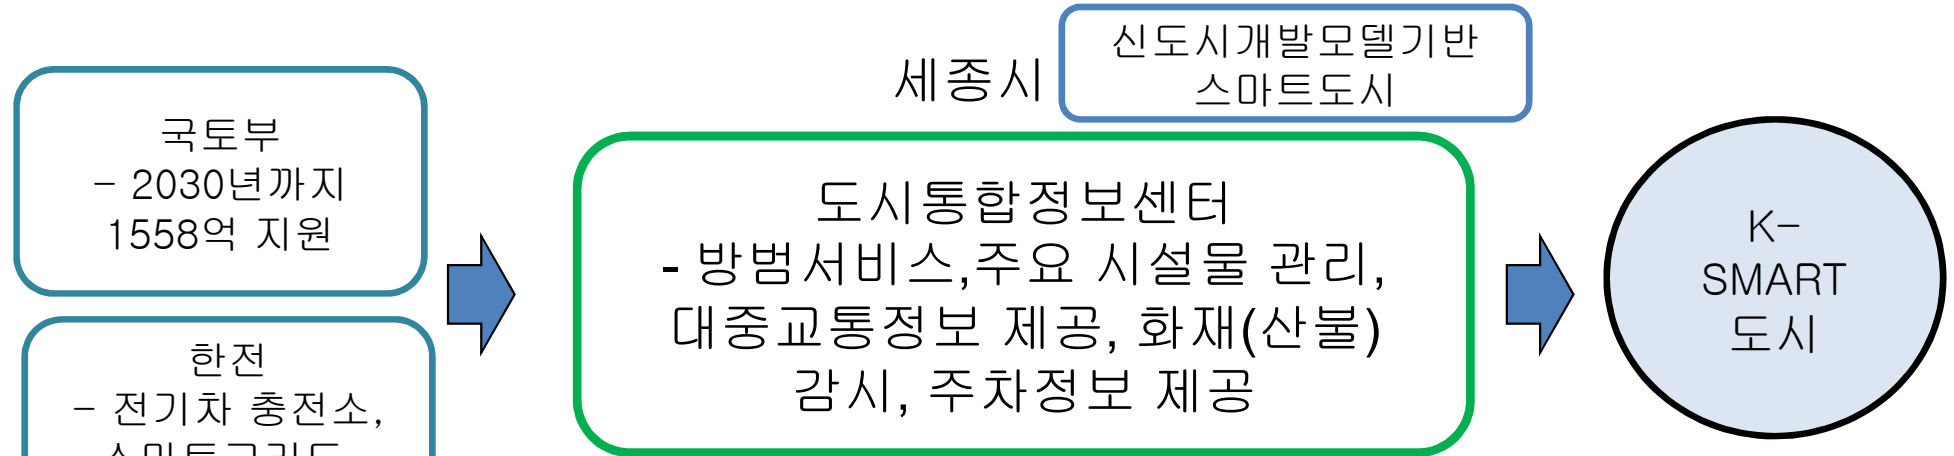 세종시
신도시개발모델기반
스마트도시
국토부
- 2030년까지
1558억 지원
한전
- 전기차 충전소,
도시통합정보센터
- 방범서비스,주요 시설물 관리,
대중교통정보 제공, 화재(산불)
감시, 주차정보 제공
K-
SMART
도시